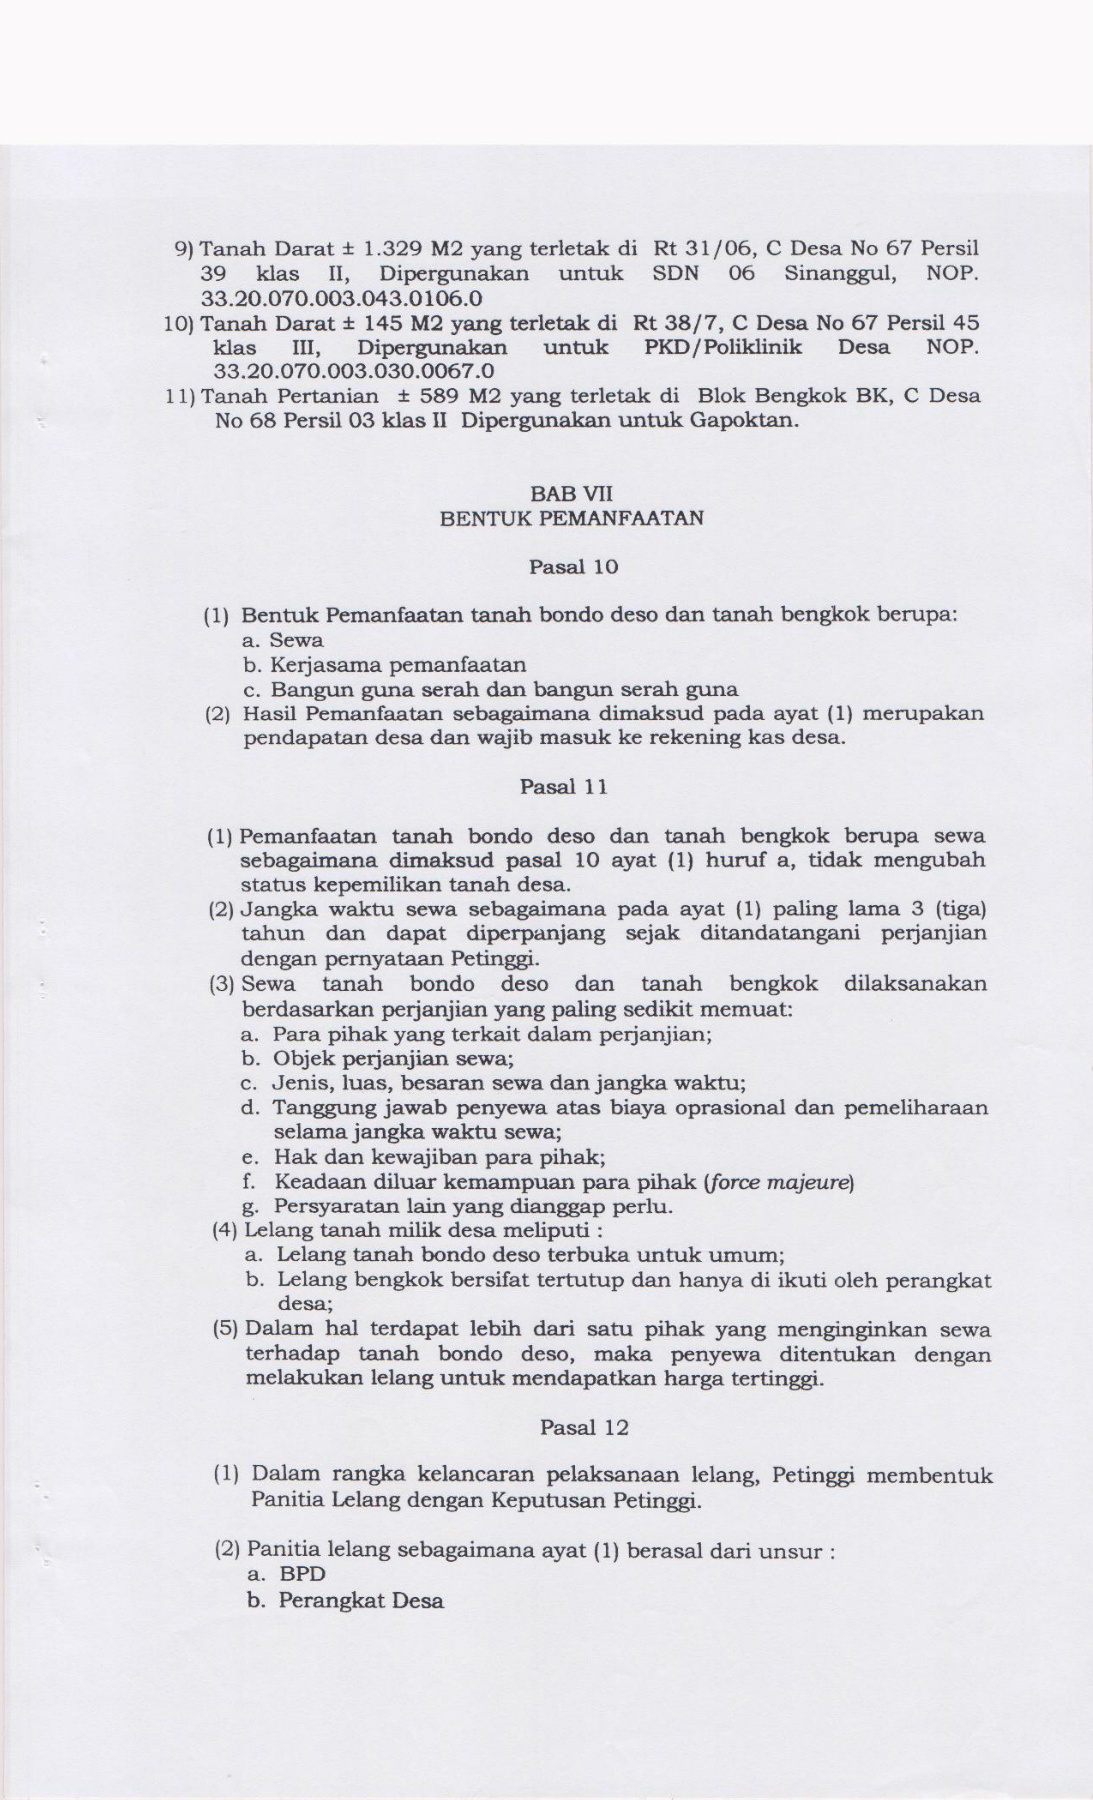 9) Tanah Darat ± 1.329 M2 yang terletak di Rt 31/06, C Desa No 67 Persil
39 klas II, Dipergunakan untuk SDN 06 Sinanggul, NOP.
33.20.070.003.043.0106.0
10) Tanah Darat ± 145 M2 yang terletak di Rt 38/7, C Desa No 67 Persil 45
klas III, Dipergunakan untuk PKD/Poliklinik Desa NOP.
33.20.070.003.030.0067.0
11) Tanah Pertanian ± 589 M2 yang terletak di Blok Bengkok BK, C Desa
No 68 Persil 03 klas II Dipergunakan untuk Gapoktan.
BAB VII
BENTUK PEMANFAATAN
Pasal 10
(1) Bentuk Pemanfaatan tanah bondo deso dan tanah bengkok berupa:
a. Sewa
b. Kerjasama pemanfaatan
c. Bangun guna serah dan bangun serah guna
(2) Hasil Pemanfaatan sebagaimana dimaksud pada ayat (1) merupakan
pendapatan desa dan wajib masuk ke rekening kas desa.
Pasal 11
(1) Pemanfaatan tanah bondo deso dan tanah bengkok berupa sewa
sebagaimana dimaksud pasal 10 ayat (1) huruf a, tidak mengubah
status kepemilikan tanah desa.
(2) Jangka waktu sewa sebagaimana pada ayat (1) paling lama 3 (tiga)
tahun dan dapat diperpanjang sejak ditandatangani perjanjian
dengan pernyataan Petinggi.
(3) Sewa tanah bondo deso dan tanah bengkok dilaksanakan
berdasarkan perjanjian yang paling sedikit memuat:
a. Para pihak yang terkait dalam perjanjian;
b. Objek perjanjian sewa;
c. Jenis, luas, besaran sewa dan jangka waktu;
d. Tanggung jawab penyewa atas biaya oprasional dan pemeliharaan
selama jangka waktu sewa;
e. Hak dan kewajiban para pihak;
f. Keadaan diluar kemampuan para pihak (force majeure)
g. Persyaratan lain yang dianggap perlu.
(4) Lelang tanah milik desa meliputi :
a. Lelang tanah bondo deso terbuka untuk umum;
b. Lelang bengkok bersifat tertutup dan hanya di ikuti oleh perangkat
desa;
(5) Dalam hal terdapat lebih dari satu pihak yang menginginkan sewa
terhadap tanah bondo deso, maka penyewa ditentukan dengan
melakukan lelang untuk mendapatkan harga tertinggi.
Pasal 12
(1) Dalam rangka kelancaran pelaksanaan lelang, Petinggi membentuk
Panitia Lelang dengan Keputusan Petinggi.
(2) Panitia lelang sebagaimana ayat (1) berasal dari unsur :
a. BPD
b. Perangkat Desa